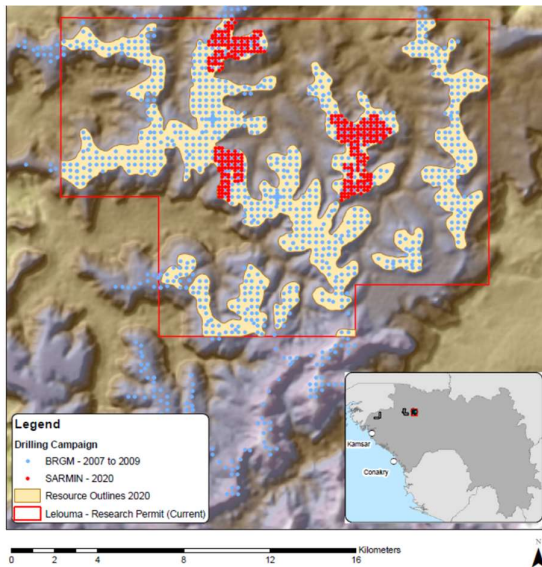 Legend
Drilling Campaign
BRGM - 2007 to 2009
SARMIN - 2020
Resource Outlines 2020
Lelouma - Research Permit (Current)
Kamsar
Conakry
Kilometers
0 2 4 8 12 16
N